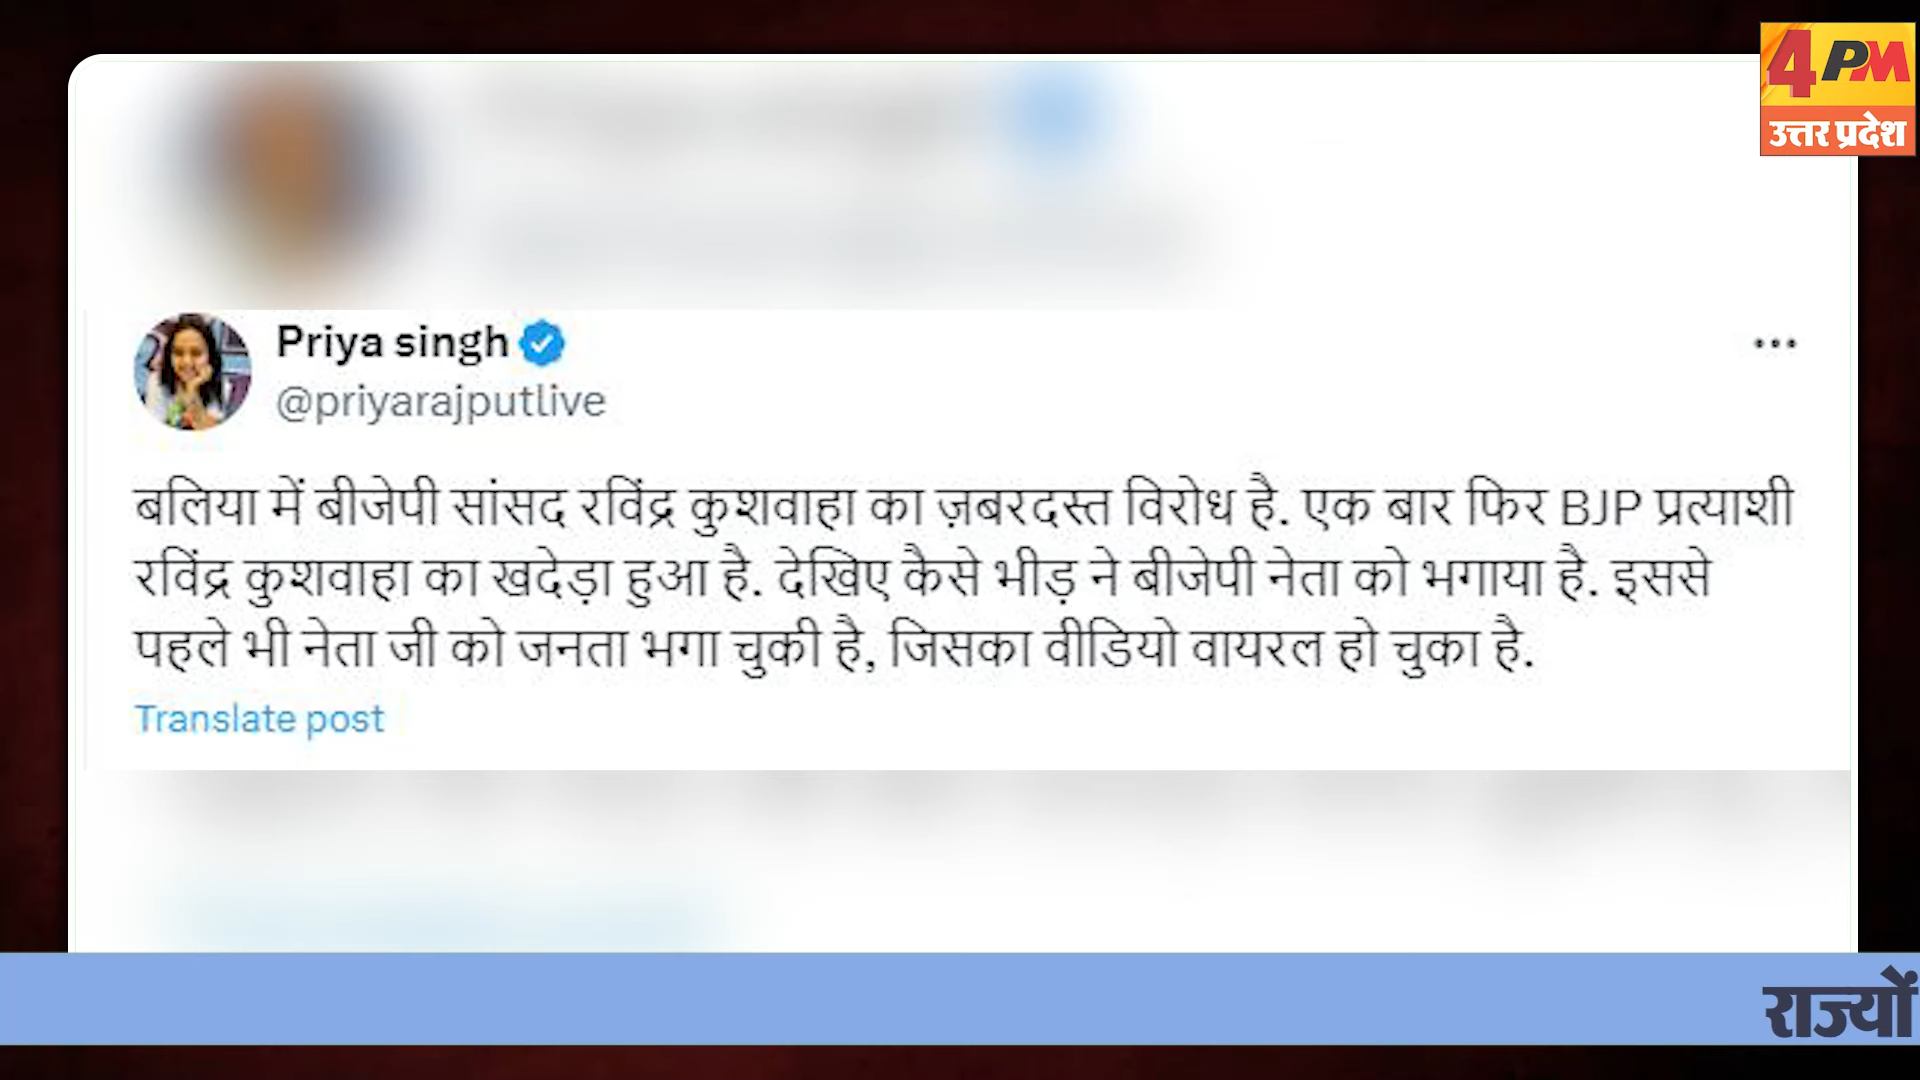 4PM
उत्तर प्रदेश
Priya singh
@priyarajputlive
बलिया में बीजेपी सांसद रविंद्र कुशवाहा का ज़बरदस्त विरोध है. एक बार फिर BJP प्रत्याशी
रविंद्र कुशवाहा का खदेड़ा हुआ है. देखिए कैसे भीड़ ने बीजेपी नेता को भगाया है. इससे
पहले भी नेता जी को जनता भगा चुकी है, जिसका वीडियो वायरल हो चुका है.
Translate post
राज्यों